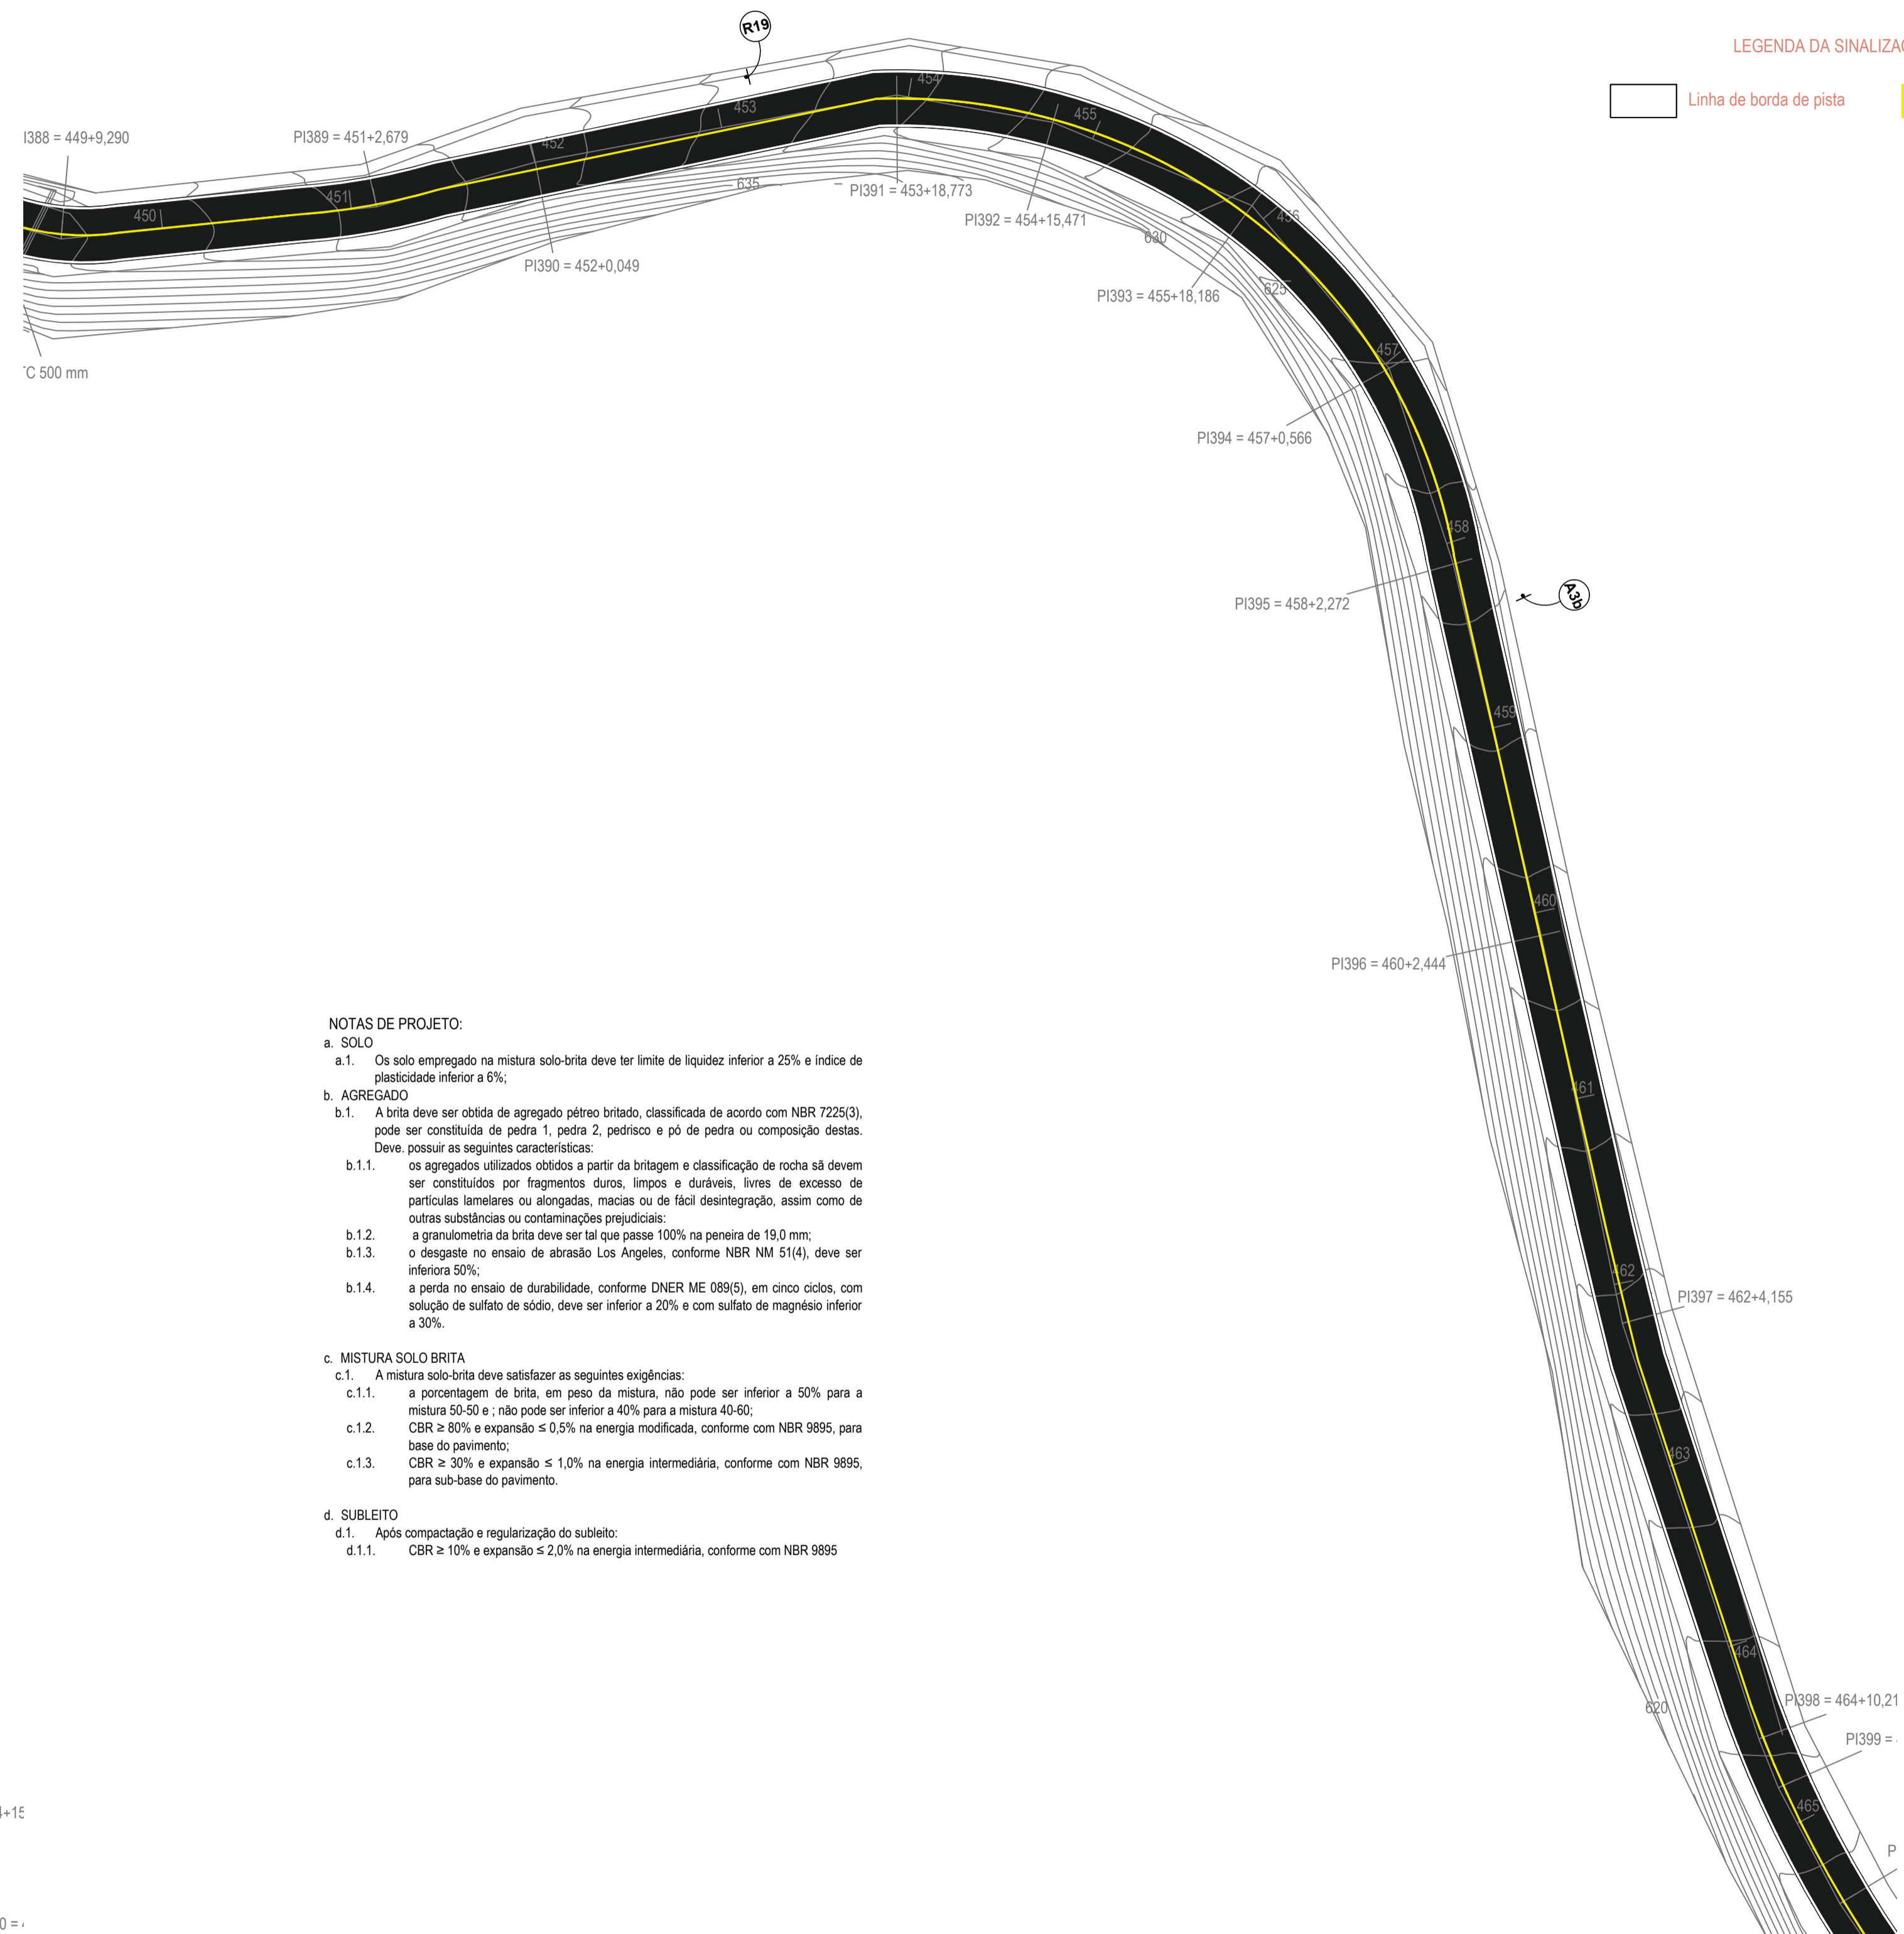 R19
LEGENDA DA SINALIZAÇ
Linha de borda de pista
454
453
455
I388 = 449+9,290
PI389 = 451+2,679
452
635
PI391 = 453+18,773
451
450
456
PI392 = 454+15,471
630
PI390 = 452+0,049
625
PI393 = 455+18,186
457
C 500 mm
PI394 = 457+0,566
458
A3b
PI395 = 458+2,272
459
460
PI396 = 460+2,444
NOTAS DE PROJETO:
a. SOLO
a.1. Os solo empregado na mistura solo-brita deve ter limite de liquidez inferior a 25% e índice de
plasticidade inferior a 6%;
b. AGREGADO
b.1. A brita deve ser obtida de agregado pétreo britado, classificada de acordo com NBR 7225(3),
pode ser constituída de pedra 1, pedra 2, pedrisco e pó de pedra ou composição destas.
Deve. possuir as seguintes características:
b.1.1. os agregados utilizados obtidos a partir da britagem e classificação de rocha sã devem
ser constituídos por fragmentos duros, limpos e duráveis, livres de excesso de
partículas lamelares ou alongadas, macias ou de fácil desintegração, assim como de
outras substâncias ou contaminações prejudiciais:
b.1.2. a granulometria da brita deve ser tal que passe 100% na peneira de 19,0 mm;
b.1.3. o desgaste no ensaio de abrasão Los Angeles, conforme NBR NM 51(4), deve ser
inferiora 50%;
b.1.4. a perda no ensaio de durabilidade, conforme DNER ME 089(5), em cinco ciclos, com
solução de sulfato de sódio, deve ser inferior a 20% e com sulfato de magnésio inferior
a 30%.
c. MISTURA SOLO BRITA
c.1. A mistura solo-brita deve satisfazer as seguintes exigências:
c.1.1. a porcentagem de brita, em peso da mistura, não pode ser inferior a 50% para a
mistura 50-50 e ; não pode ser inferior a 40% para a mistura 40-60;
c.1.2. CBR ≥ 80% e expansão ≤ 0,5% na energia modificada, conforme com NBR 9895, para
base do pavimento;
c.1.3. CBR ≥ 30% e expansão ≤ 1,0% na energia intermediária, conforme com NBR 9895,
para sub-base do pavimento.
d. SUBLEITO
d.1. Após compactação e regularização do subleito:
d.1.1. CBR ≥ 10% e expansão ≤ 2,0% na energia intermediária, conforme com NBR 9895
461
462
PI397 = 462+4,155
463
464
620
PI398 = 464+10,21
PI399 =
465
4+15
P
0 =